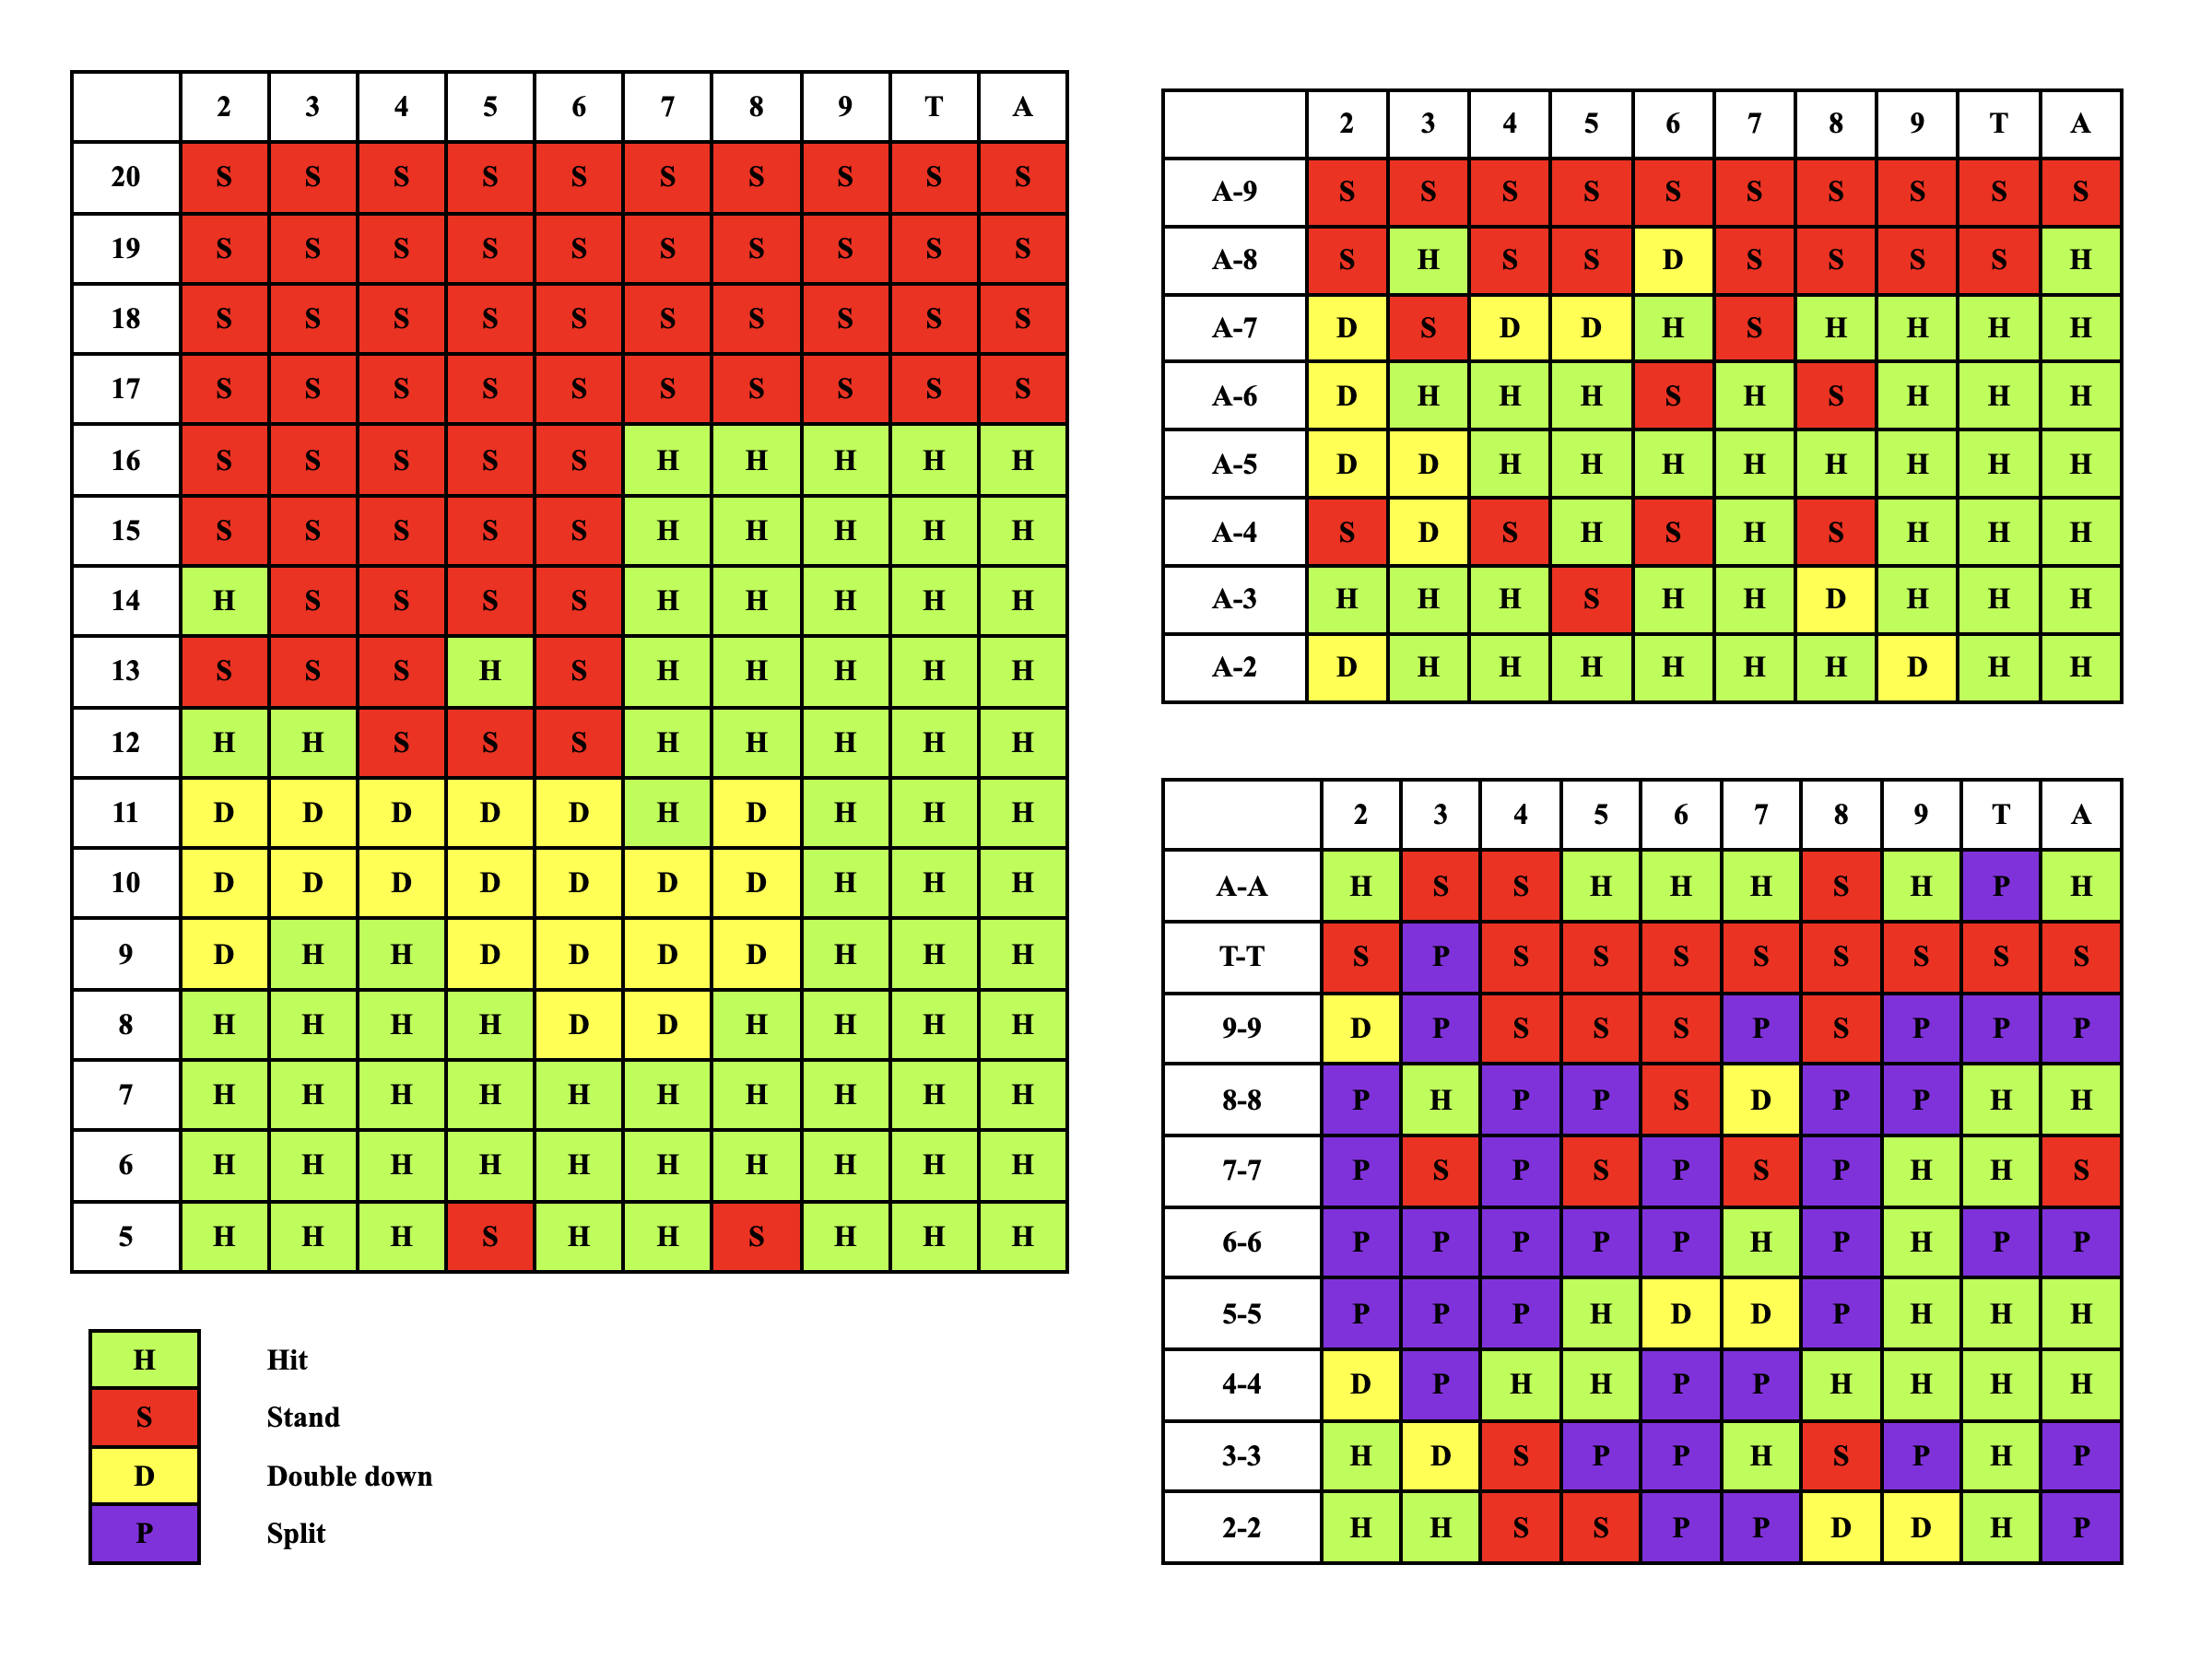 2 3 4 5 6 7 8 9 T A
20 S S S S S S S S S S
19 S S S S S S S S S S
18 S S S S S S S S S S
17 S S S S S S S S S S
16 S S S S S H H H H H
15 S S S S S H H H H H
14 H S S S S H H H H H
13 S S S H S H H H H H
12 H H S S S H H H H H
11 D D D D D H D H H H
10 D D D D D D D H H H
9 D H H D D D D H H H
8 H H H H D D H H H H
7 H H H H H H H H H H
6 H H H H H H H H H H
5 H H H S H H S H H H
H Hit
S Stand
D Double down
P Split
2 3 4 5 6 7 8 9 T A
A-9 S S S S S S S S S S
A-8 S H S S D S S S S H
A-7 D S D D H S H H H H
A-6 D H H H S H S H H H
A-5 D D H H H H H H H H
A-4 S D S H S H S H H H
A-3 H H H S H H D H H H
A-2 D H H H H H H D H H
2 3 4 5 6 7 8 9 T A
A-A H S S H H H S H P H
T-T S P S S S S S S S S
9-9 D P S S S P S P P P
8-8 P H P P S D P P H H
7-7 P S P S P S P H H S
6-6 P P P P P H P H P P
5-5 P P P H D D P H H H
4-4 D P H H P P H H H H
3-3 H D S P P H S P H P
2-2 H H S S P P D D H P